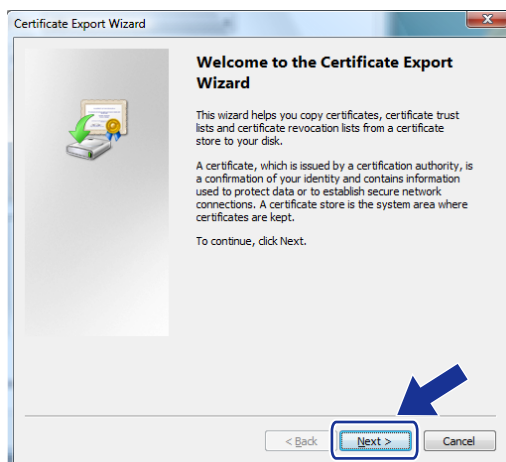 Certificate Export Wizard
x
Welcome to the Certificate Export
Wizard
This wizard helps you copy certificates, certificate trust
lists and certificate revocation lists from a certificate
store to your disk.
A certificate, which is issued by a certification authority, is
a confirmation of your identity and contains information
used to protect data or to establish secure network
connections. A certificate store is the system area where
certificates are kept.
To continue, click Next.
< Back
Next >
Cancel